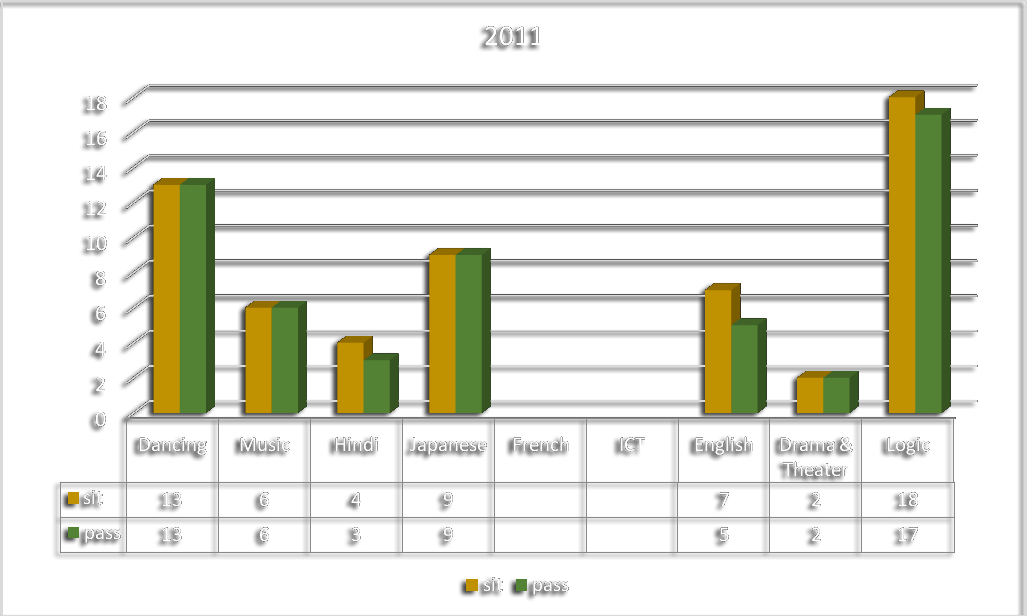 2011
18
16
14
12
10
8
6
4
2
0
Dancing Music Hindi Japanese French ICT English Drama & Theater Logic
sit 13 6 4 9 7 2 18
pass 13 6 3 9 5 2 17
sit pass